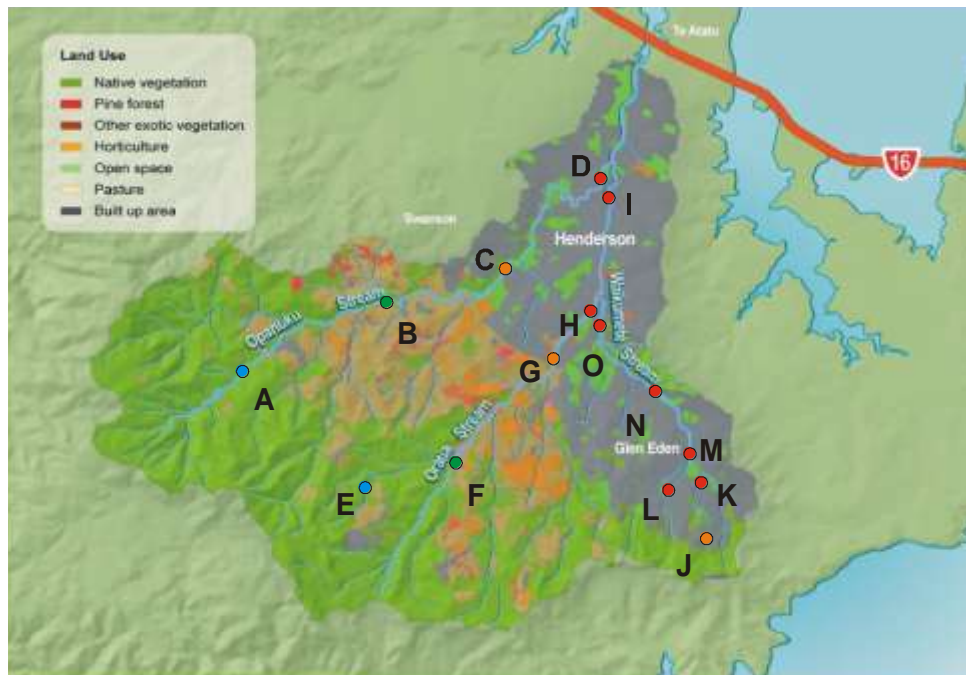 Te Atatu
Land Use
Native vegetation
Pine forest
Other exotic vegetation
Horticulture
Open space
Pasture
Built up area
16
D
I
Swanson
Henderson
C
Stream
Opanuku
B
H
Waikumete
Stream
G
O
A
N
Oratia Stream
Glen Eden
M
E
F
L
K
J